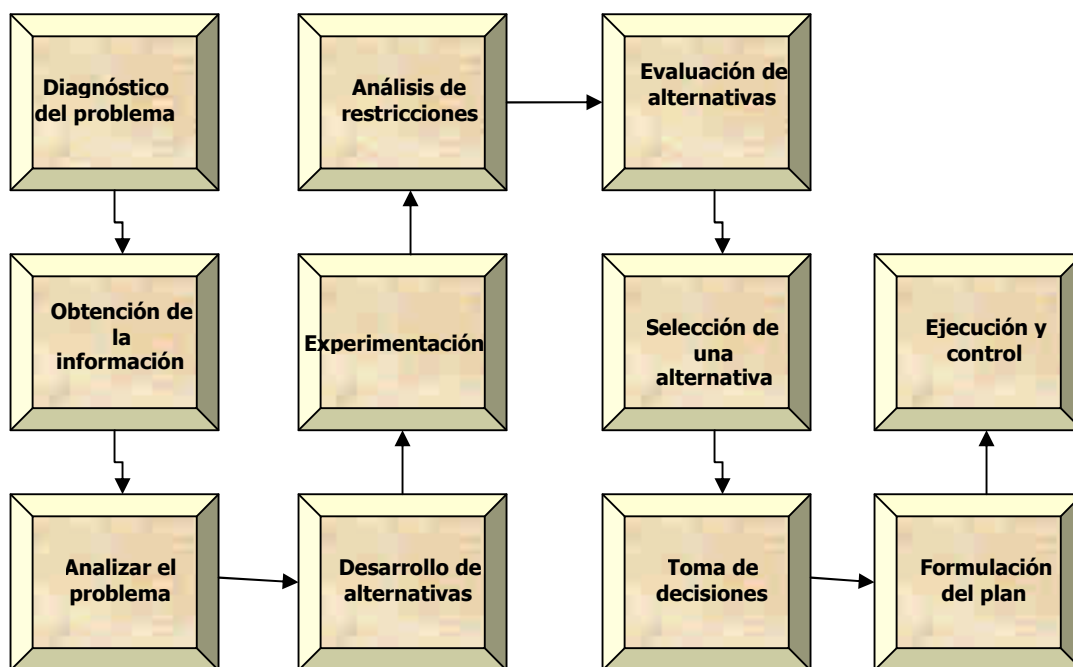 Diagnóstico
del problema
Obtención de
la
información
Analizar el
problema
Desarrollo de
alternativas
Experimentación
Análisis de
restricciones
Evaluación de
alternativas
Selección de
una
alternativa
Toma de
decisiones
Formulación
del plan
Ejecución y
control